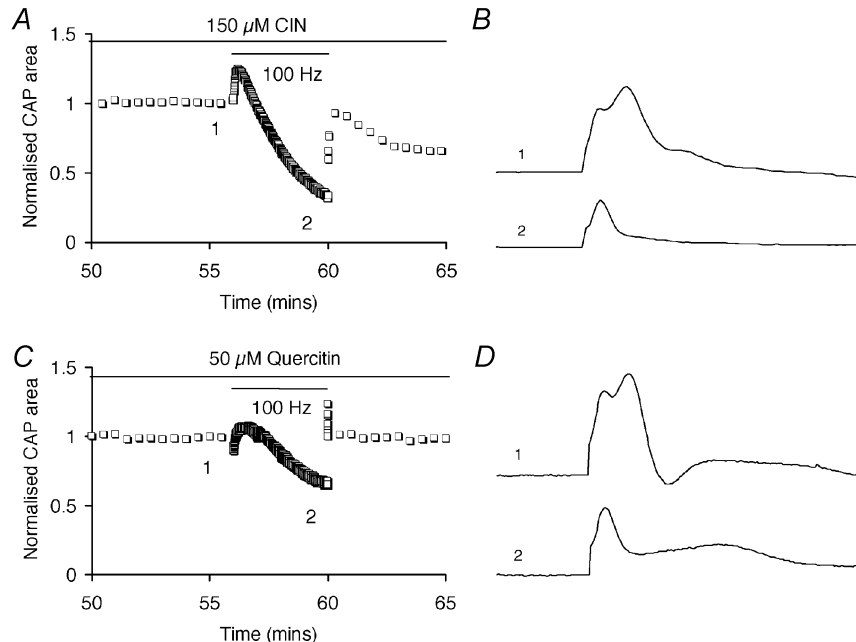 A
150 µM CIN
100 Hz
Normalised CAP area
1.5
1
0.5
0
1
2
50
55
60
65
Time (mins)
B
1
2
C
50 µM Quercitin
100 Hz
Normalised CAP area
1.5
1
0.5
0
1
2
50
55
60
65
Time (mins)
D
1
2